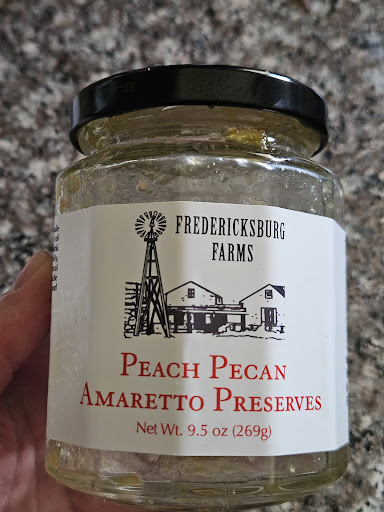 FREDERICKSBURG
FARMS
PEACH PECAN
AMARETTO PRESERVES
Net Wt. 9.5 oz (269g)